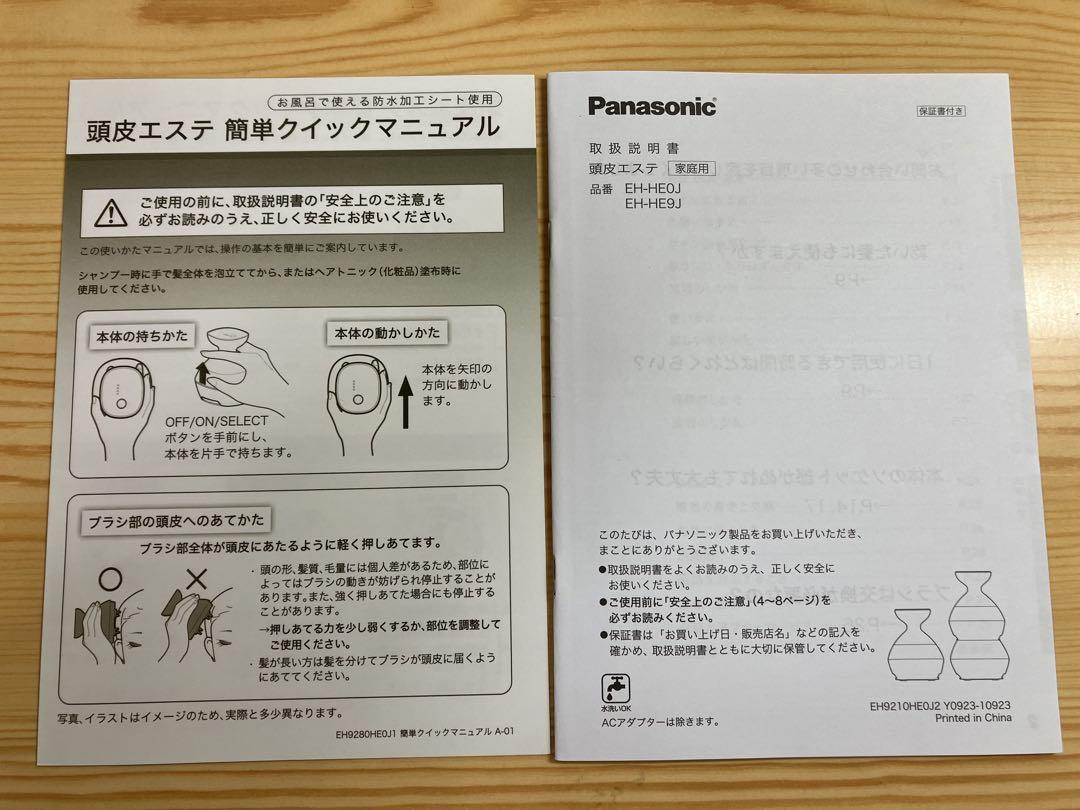 お風呂で使える防水加工シート使用
頭皮エステ 簡単クイックマニュアル
ご使用の前に、取扱説明書の「安全上のご注意」を
必ずお読みのうえ、正しく安全にお使いください。
この使いかたマニュアルでは、操作の基本を簡単にご案内しています。
シャンプー時に手で髪全体を泡立ててから、またはヘアトニック（化粧品）塗布時に
使用してください。
本体の持ちかた
OFF/ON/SELECT
ボタンを手前にし、
本体を片手で持ちます。
本体の動かしかた
本体を矢印の
方向に動かし
ます。
ブラシ部の頭皮へのあてかた
ブラシ部全体が頭皮にあたるように軽く押しあてます。
・頭の形、髪質、毛量には個人差があるため、部位に
よってはブラシの動きが妨げられ停止することが
あります。また、強く押しあてた場合にも停止する
ことがあります。
→押しあてる力を少し弱くするか、部位を調整して
ご使用ください。
・髪が長い方は髪を分けてブラシが頭皮に届くよう
にあててください。
写真、イラストはイメージのため、実際と多少異なります。
EH9280HE0J1 簡単クイックマニュアル A-01
Panasonic®
保証書付き
取扱説明書
頭皮エステ 家庭用
品番 EH-HE0J
EH-HE9J
このたびは、パナソニック製品をお買い上げいただき、
まことにありがとうございます。
●取扱説明書をよくお読みのうえ、正しく安全に
お使いください。
●ご使用前に「安全上のご注意」（4～8ページ）を
必ずお読みください。
●保証書は「お買い上げ日・販売店名」などの記入を
確かめ、取扱説明書とともに大切に保管してください。
水洗いOK
ACアダプターは除きます。
EH9210HE0J2 Y0923-10923
Printed in China